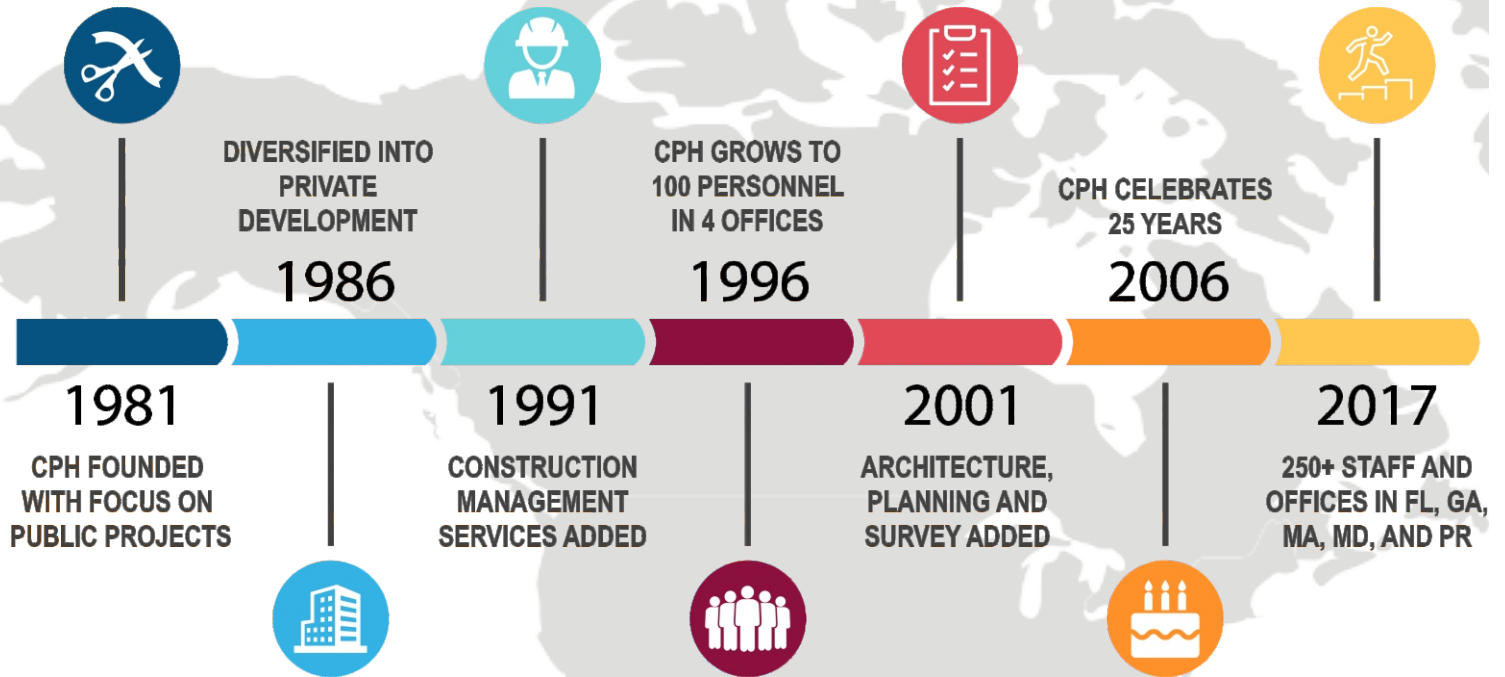 1981
CPH FOUNDED
WITH FOCUS ON
PUBLIC PROJECTS
DIVERSIFIED INTO
PRIVATE
DEVELOPMENT
1986
1991
CONSTRUCTION
MANAGEMENT
SERVICES ADDED
CPH GROWS TO
100 PERSONNEL
IN 4 OFFICES
1996
2001
ARCHITECTURE,
PLANNING AND
SURVEY ADDED
CPH CELEBRATES
25 YEARS
2006
2017
250+ STAFF AND
OFFICES IN FL, GA,
MA, MD, AND PR